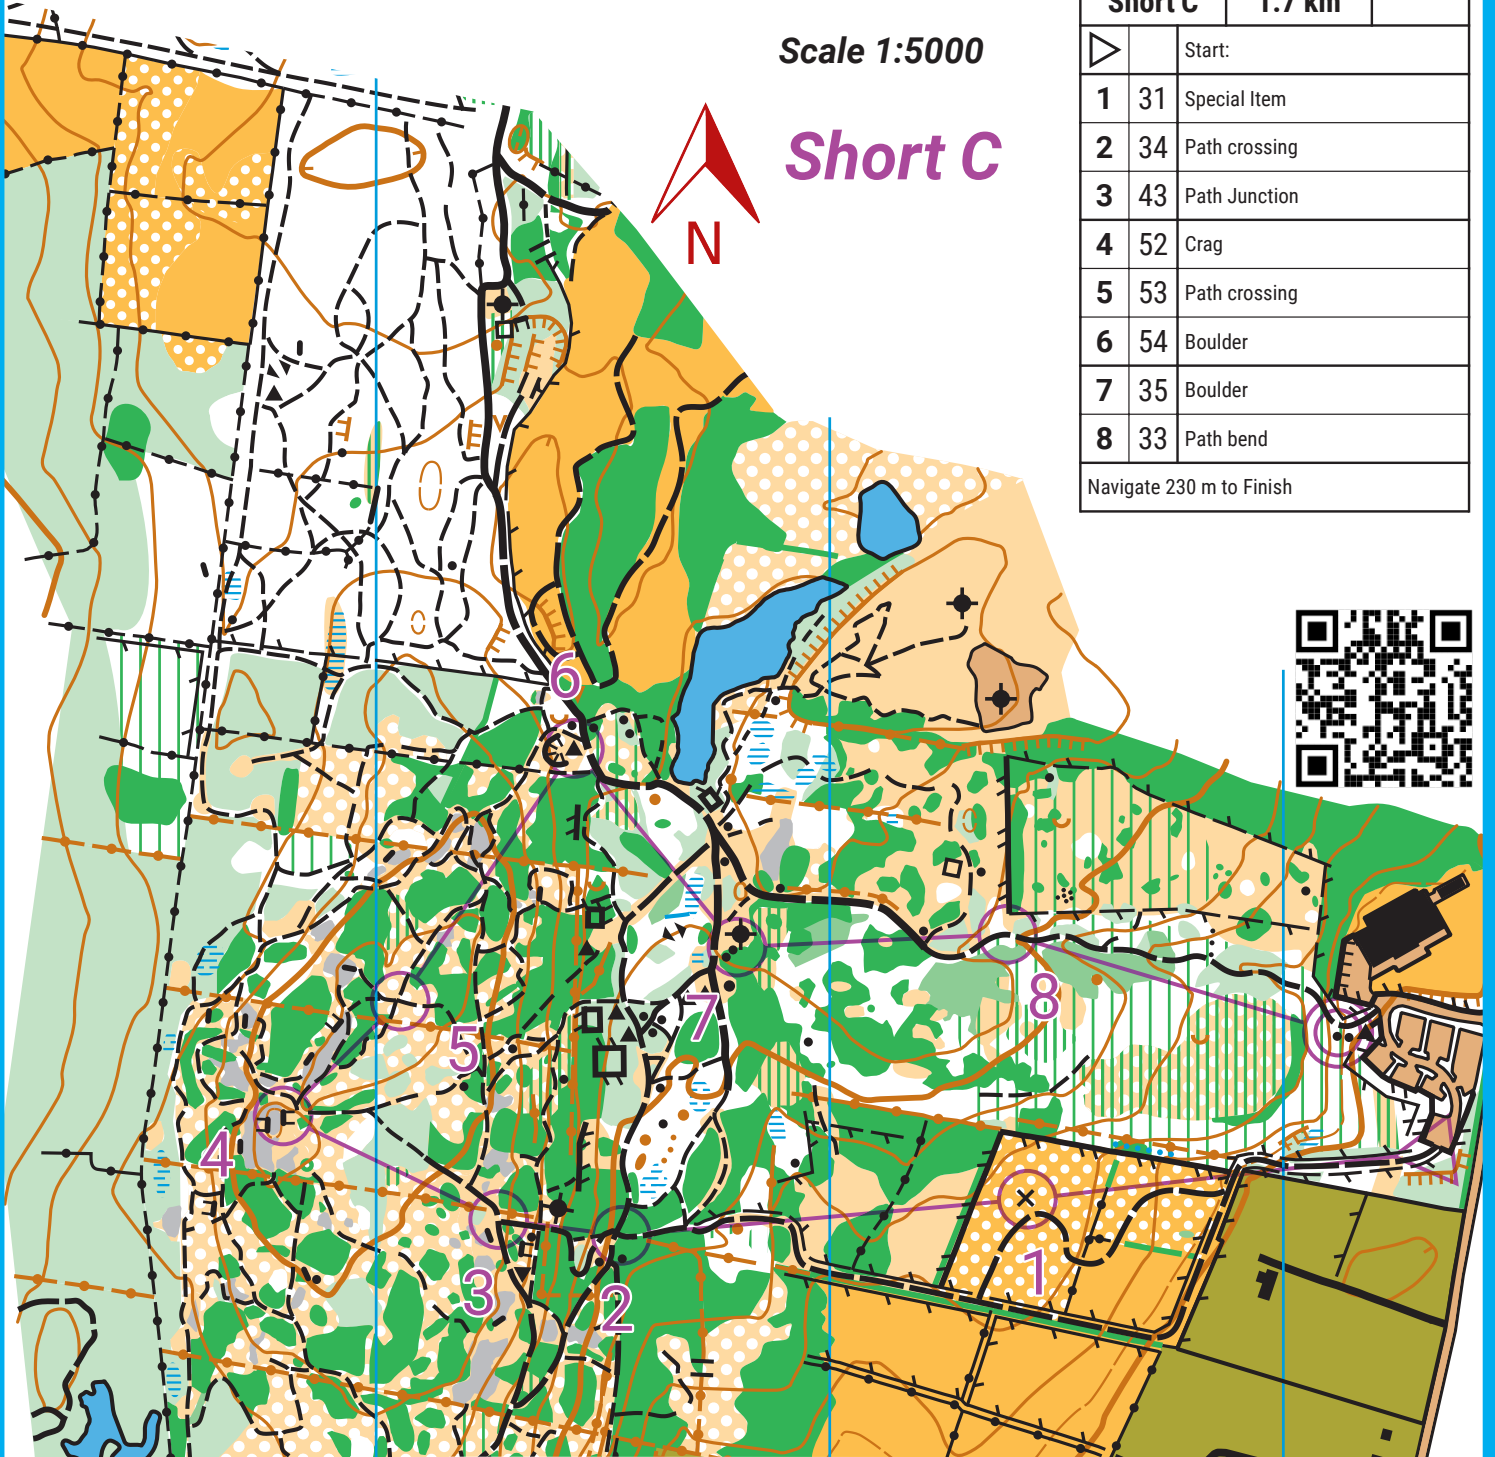 Short C 1.7 km
Scale 1:5000
Short C
N
Start:
1 31 Special Item
2 34 Path crossing
3 43 Path Junction
4 52 Crag
5 53 Path crossing
6 54 Boulder
7 35 Boulder
8 33 Path bend
Navigate 230 m to Finish
6
5
7
8
4
3
2
1